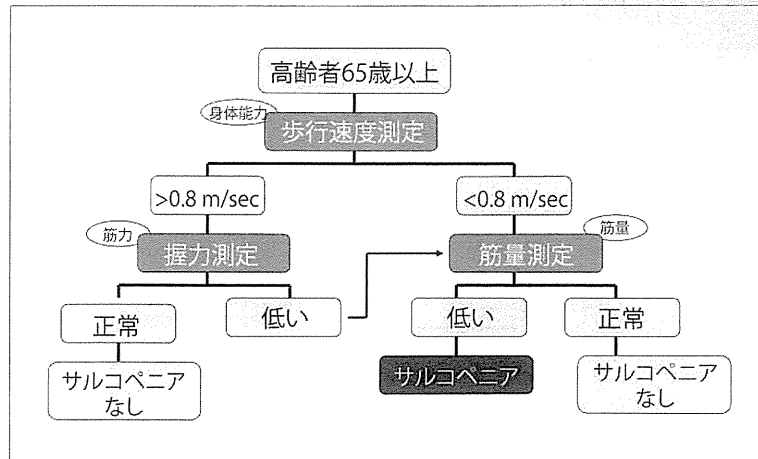 高齢者65歳以上
身体能力
歩行速度測定
>0.8 m/sec
<0.8 m/sec
筋力
握力測定
筋量
筋量測定
正常
低い
低い
正常
サルコペニア
なし
サルコペニア
サルコペニア
なし